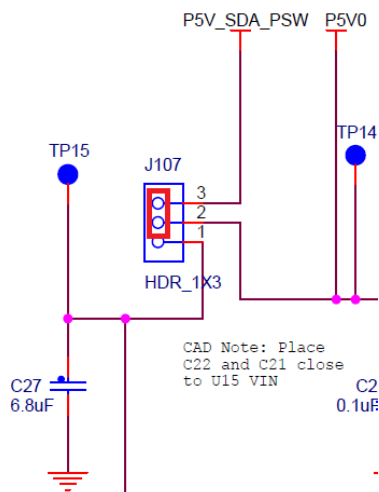 P5V_SDA_PSW P5V0
TP14
TP15
J107
3
2
1
HDR_1X3
CAD Note: Place
C22 and C21 close
to U15 VIN
C27
6.8uF
C2
0.1uF